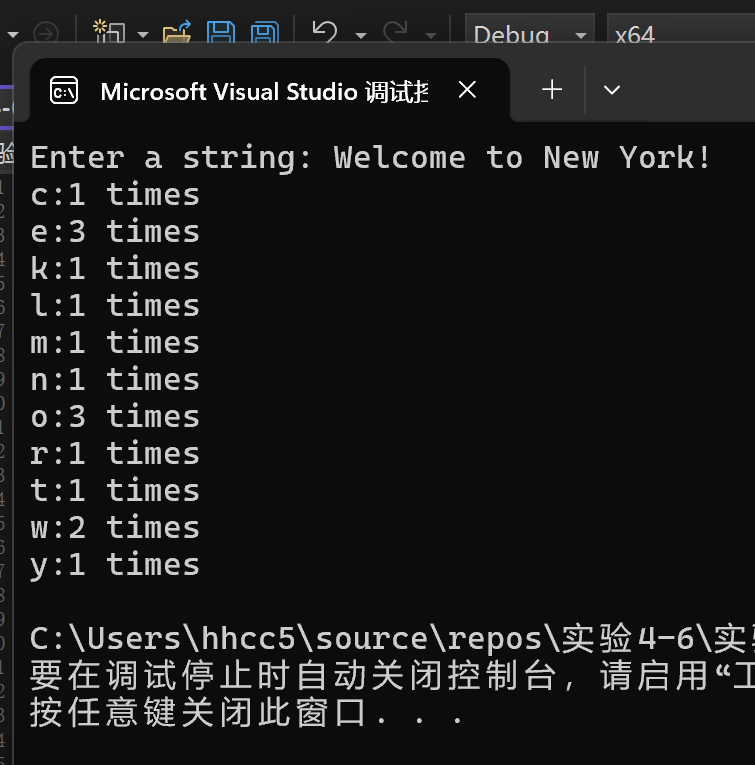 Debug x64
Microsoft Visual Studio 调试控
Enter a string: Welcome to New York!
c:1 times
e:3 times
k:1 times
l:1 times
m:1 times
n:1 times
o:3 times
r:1 times
t:1 times
w:2 times
y:1 times
C:\Users\hhcc5\source\repos\实验4-6\实
要在调试停止时自动关闭控制台，请启用“工
按任意键关闭此窗口. . .